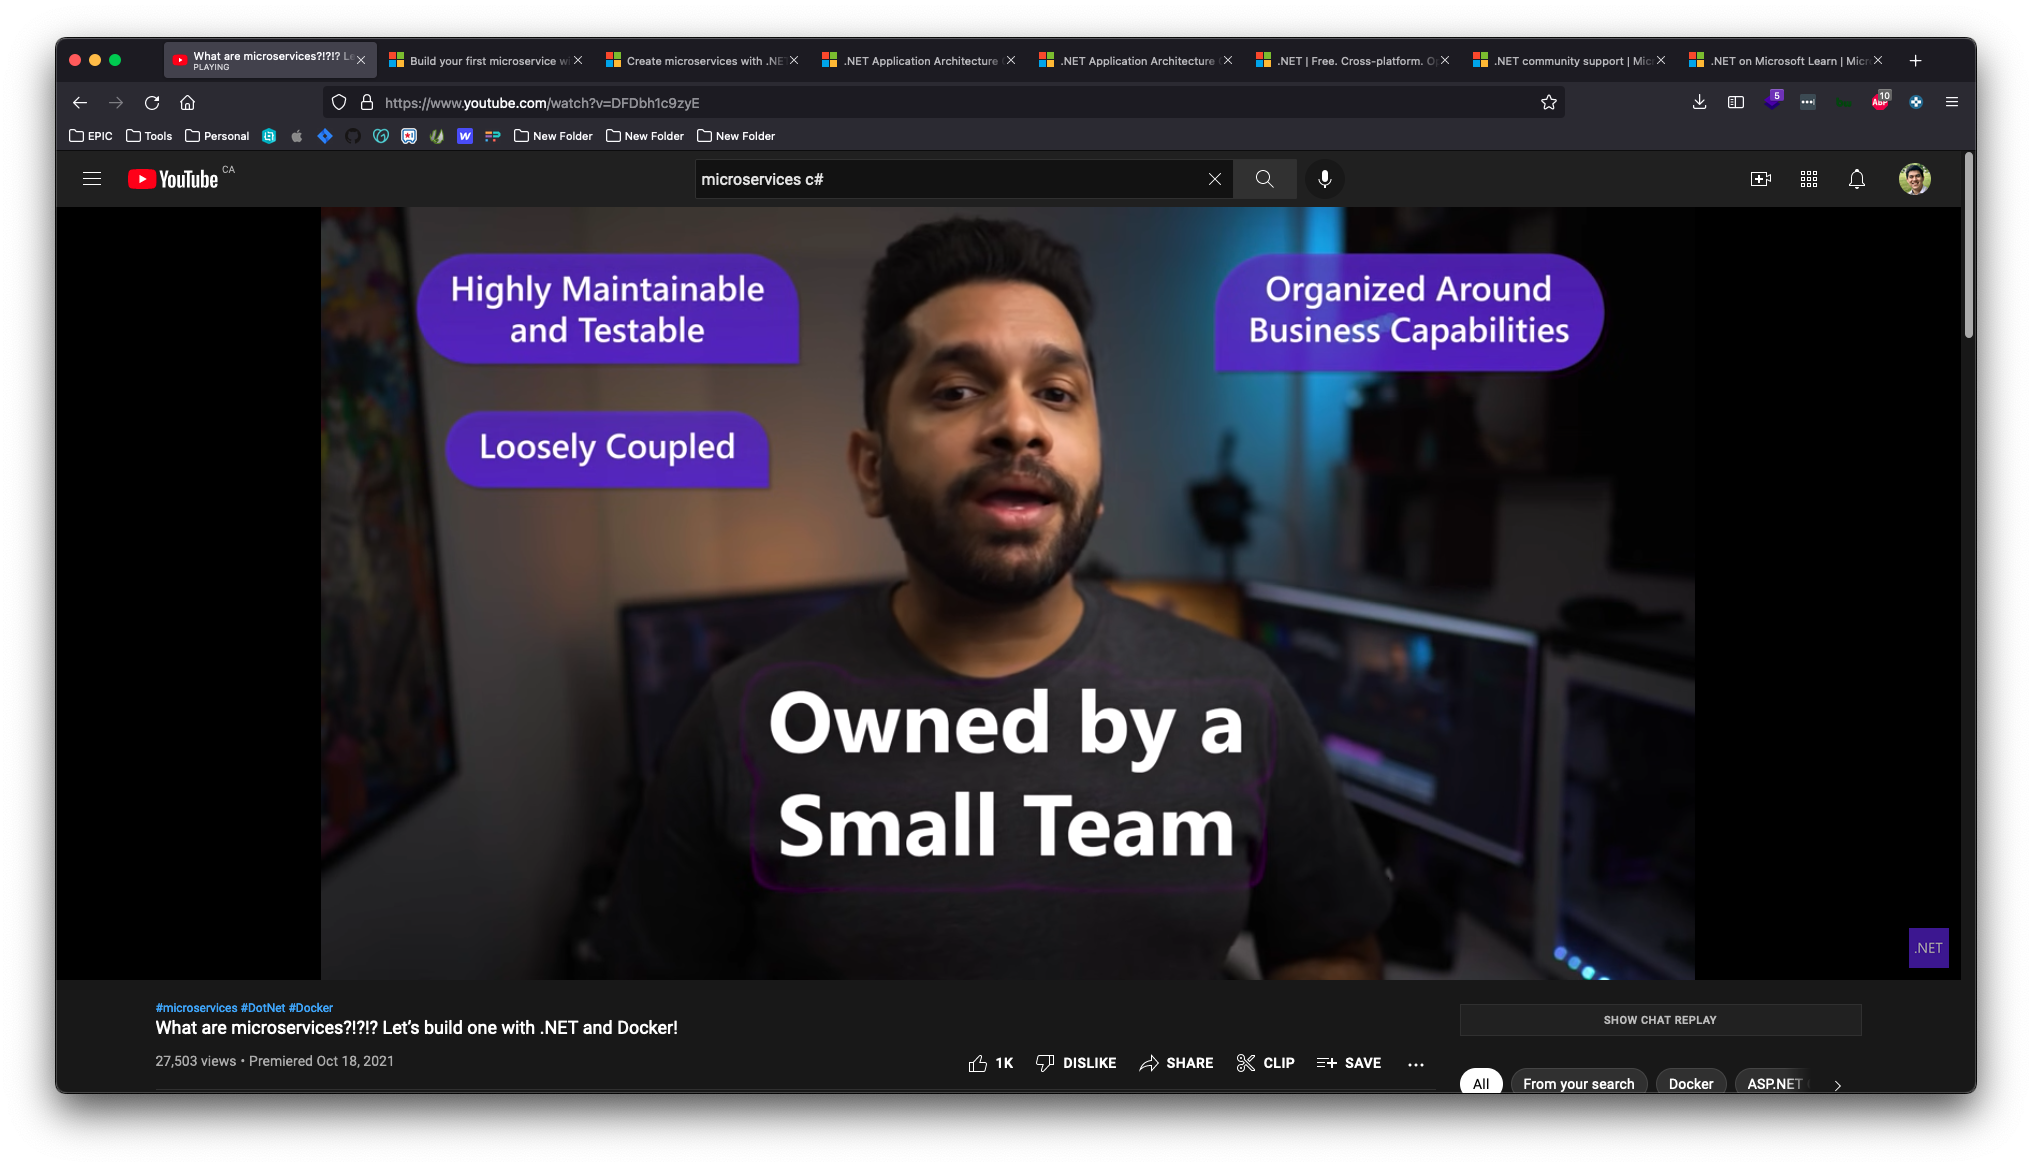 What are microservices?!?!? Le
PLAYING
Build your first microservice w
Create microservices with .NE
.NET Application Architecture
.NET Application Architecture
.NET | Free. Cross-platform. O
.NET community support | Mic
.NET on Microsoft Learn | Micr
https://www.youtube.com/watch?v=DFDbh1c9zyE
5
ABP
10
EPIC
Tools
Personal
New Folder
New Folder
New Folder
YouTube CA
microservices c#
Highly Maintainable
and Testable
Organized Around
Business Capabilities
Loosely Coupled
Owned by a
Small Team
.NET
#microservices #DotNet #Docker
What are microservices?!?!? Let's build one with .NET and Docker!
27,503 views • Premiered Oct 18, 2021
1K
DISLIKE
SHARE
CLIP
SAVE
SHOW CHAT REPLAY
All
From your search
Docker
ASP.NET